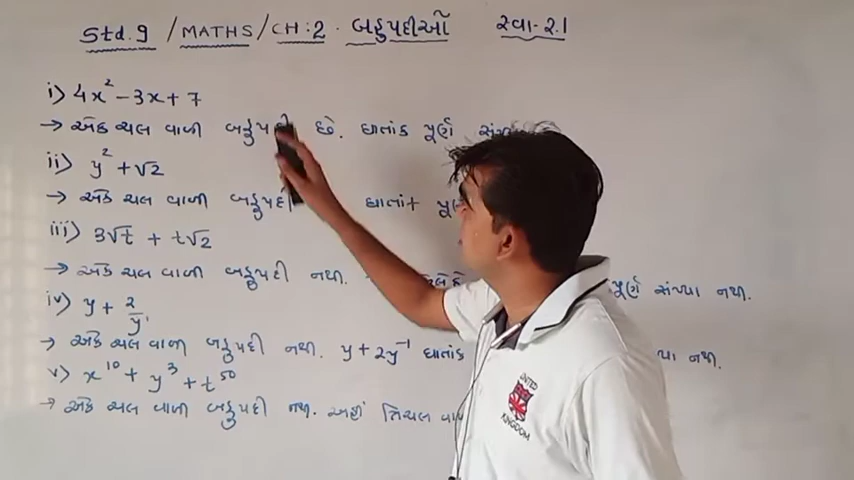 Std.9 / MATHS / CH:2 . બહુપદીઓ સ્વા-2.1
i) 4x² - 3x + 7
→ એક ચલ વાળી છે. ઘાતાંક પૂર્ણ
ii) y² + √2
→ એક ચલ વાળી બહુપદી
iii) 3√t + t√2
→ એક ચલ વાળી બહુપદી નથી. પૂર્ણ સંખ્યા નથી.
iv) y + 2/y
→ એક ચલ વાળી બહુપદી નથી. y + 2y⁻¹ ઘાતાંક નથી.
v) x¹⁰ + y³ + t⁵⁰
→ એક ચલ વાળી બહુપદી નથી. અહીં ત્રિચલ
UNITED
KINGDOM